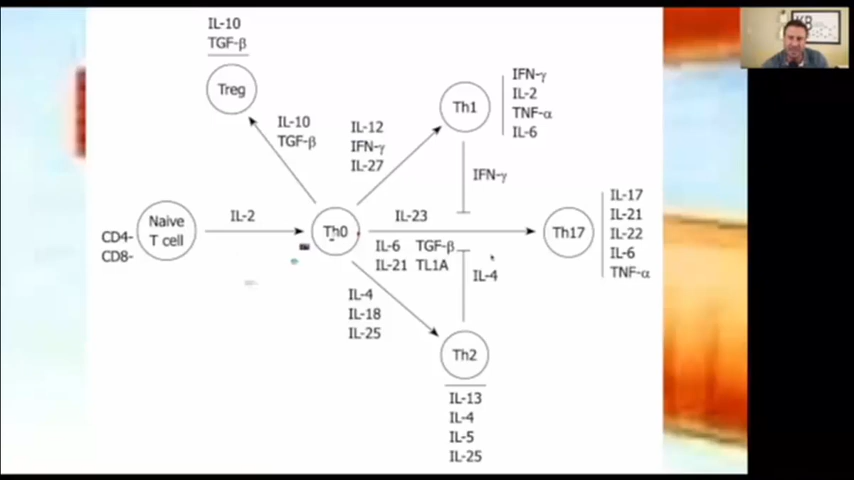 IL-10
TGF-β
Treg
IL-10
TGF-β
IL-12
IFN-γ
IL-27
Th1
IFN-γ
IL-2
TNF-α
IL-6
IFN-γ
CD4-
CD8-
Naive
T cell
IL-2
Th0
IL-23
IL-6 TGF-β
IL-21 TL1A
Th17
IL-17
IL-21
IL-22
IL-6
TNF-α
IL-4
IL-4
IL-18
IL-25
Th2
IL-13
IL-4
IL-5
IL-25
KB